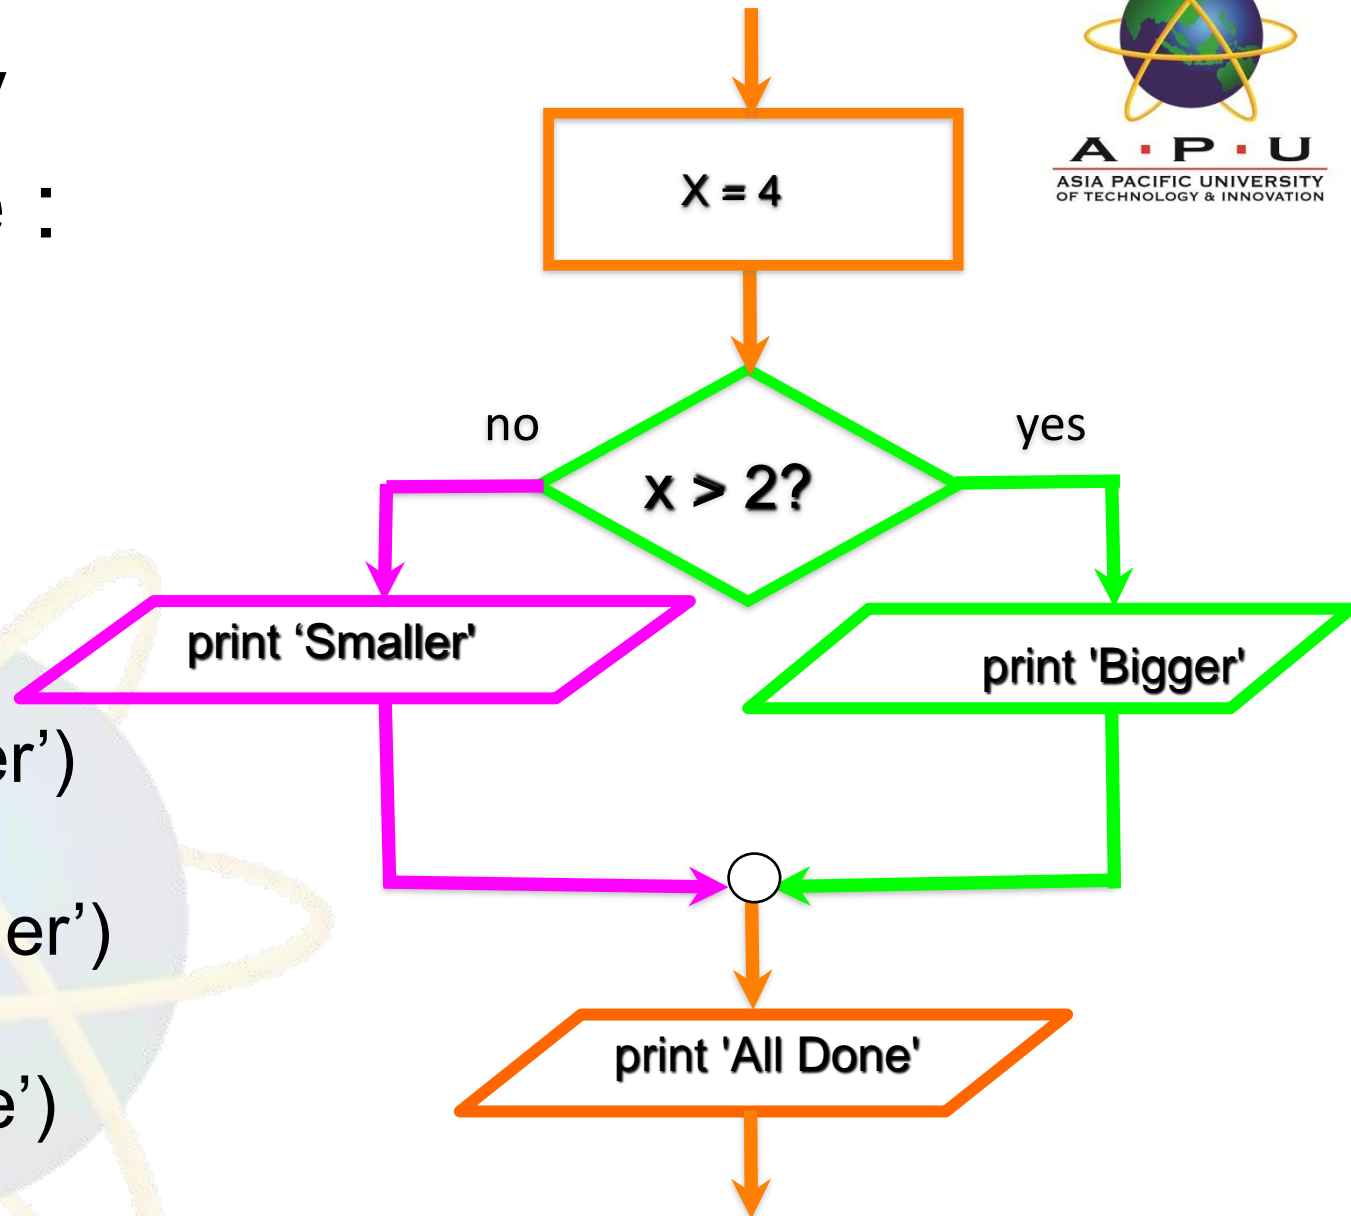 A·P·U
ASIA PACIFIC UNIVERSITY
OF TECHNOLOGY & INNOVATION
:
X = 4
no
yes
x > 2?
print ‘Smaller'
print 'Bigger'
er’)
er’)
print 'All Done'
e’)